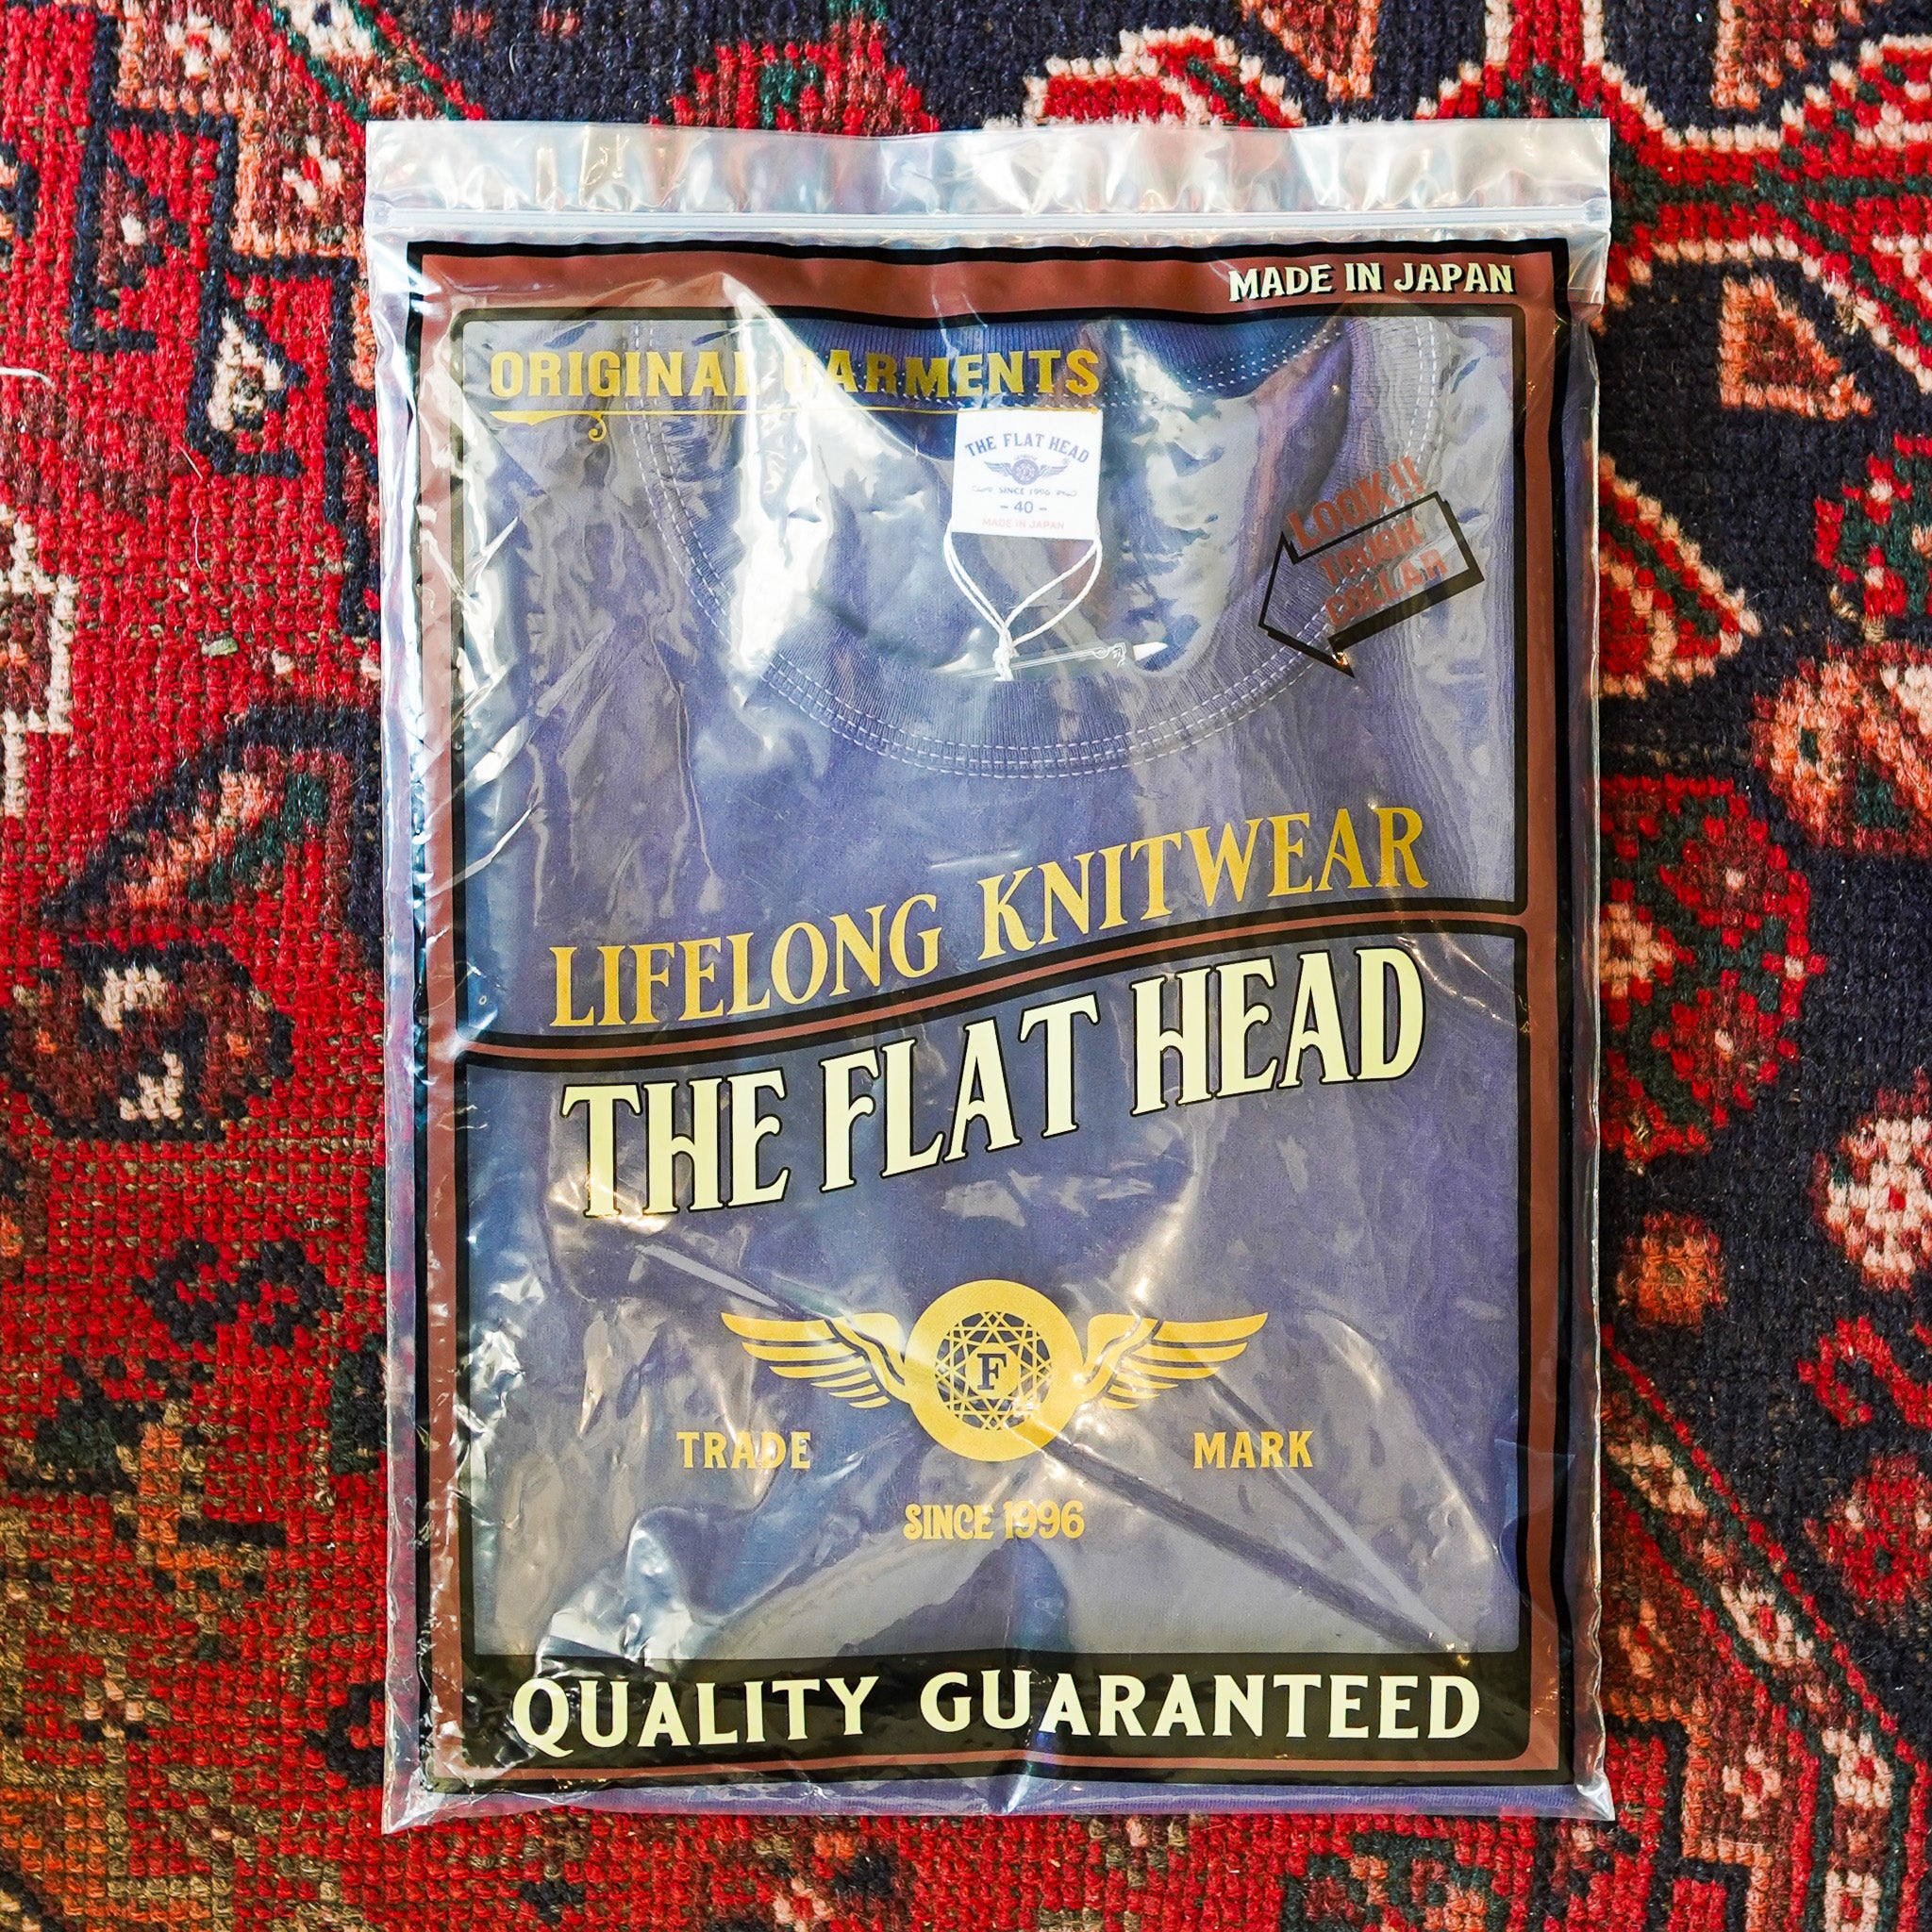 MADE IN JAPAN
ORIGINAL GARMENTS
THE FLAT HEAD
SINCE 1996
- 40 -
MADE IN JAPAN
LOOK!!
TOUGH
COLLAR
LIFELONG KNITWEAR
THE FLAT HEAD
F
TRADE MARK
SINCE 1996
QUALITY GUARANTEED